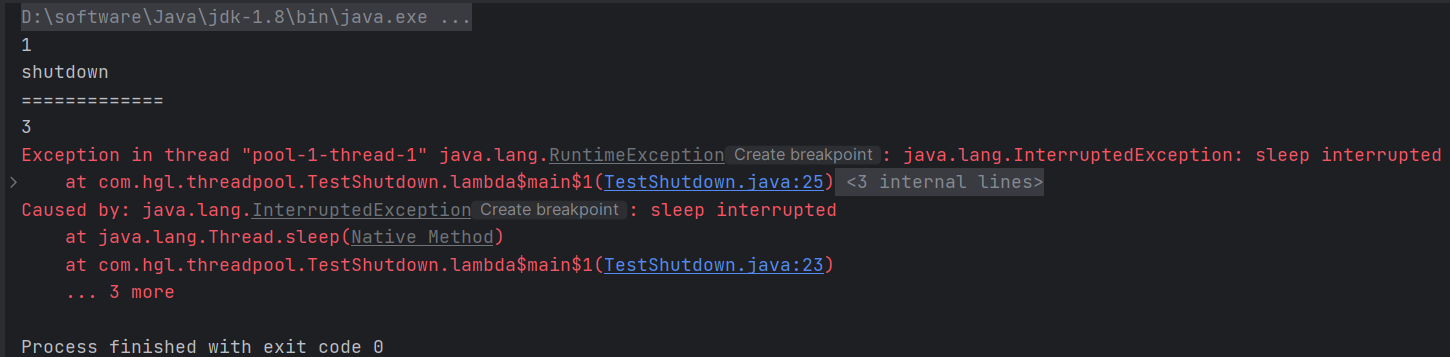 D:\software\Java\jdk-1.8\bin\java.exe ...
1
shutdown
=============
3
Exception in thread "pool-1-thread-1" java.lang.RuntimeException Create breakpoint : java.lang.InterruptedException: sleep interrupted
    at com.hgl.threadpool.TestShutdown.lambda$main$1(TestShutdown.java:25) <3 internal lines>
Caused by: java.lang.InterruptedException Create breakpoint : sleep interrupted
    at java.lang.Thread.sleep(Native Method)
    at com.hgl.threadpool.TestShutdown.lambda$main$1(TestShutdown.java:23)
    ... 3 more
Process finished with exit code 0